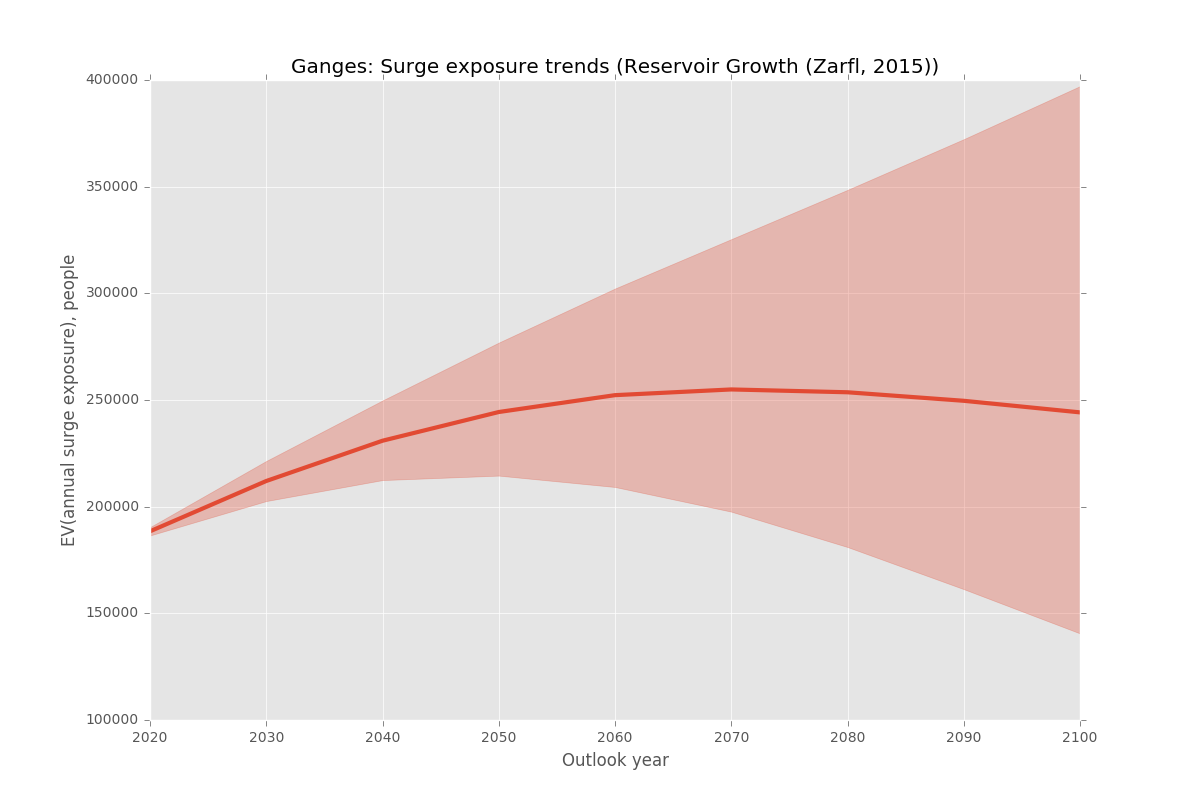 Ganges: Surge exposure trends (Reservoir Growth (Zarfl, 2015))
400000
350000
300000
250000
200000
150000
100000
EV(annual surge exposure), people
2020 2030 2040 2050 2060 2070 2080 2090 2100
Outlook year